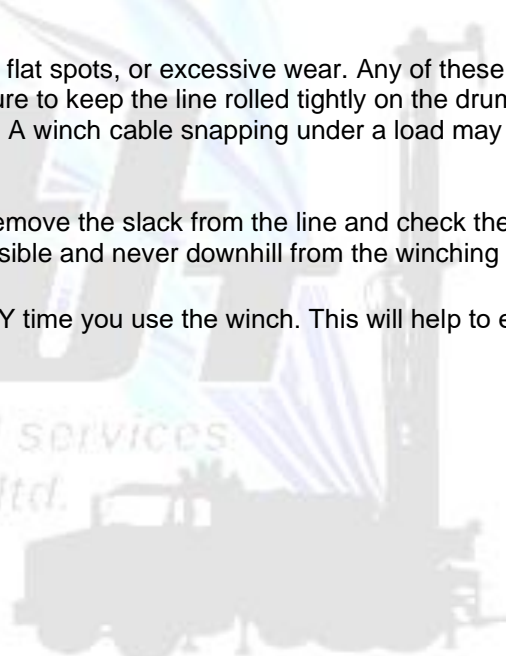 flat spots, or excessive wear. Any of these
ure to keep the line rolled tightly on the drum
. A winch cable snapping under a load may
emove the slack from the line and check the
sible and never downhill from the winching
Y time you use the winch. This will help to e
services
ltd.